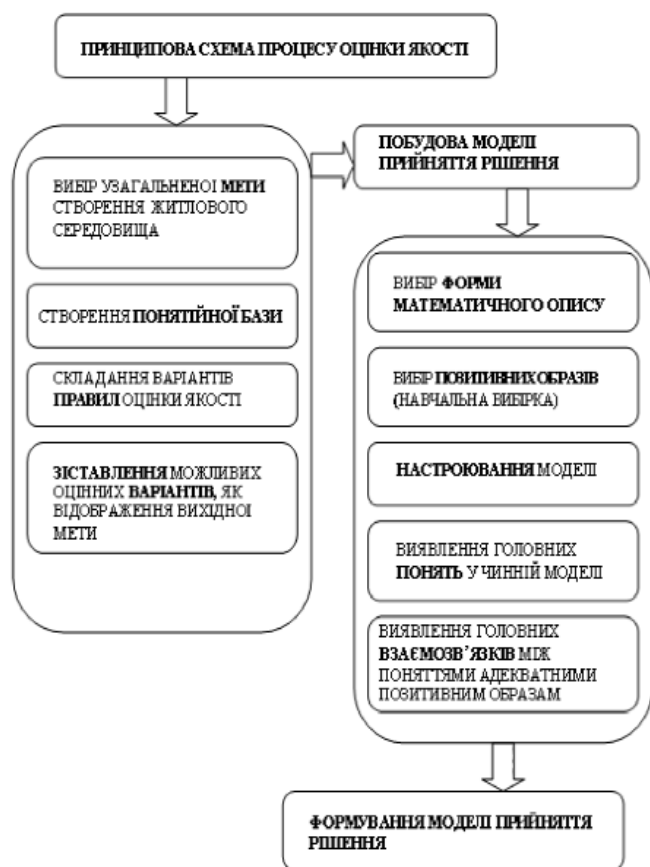 ПРИНЦИПОВА СХЕМА ПРОЦЕСУ ОЦІНКИ ЯКОСТІ
ВИБІР УЗАГАЛЬНЕНОЇ МЕТИ
СТВОРЕННЯ ЖИТЛОВОГО
СЕРЕДОВИЩА
СТВОРЕННЯ ПОНЯТІЙНОЇ БАЗИ
СКЛАДАННЯ ВАРІАНТІВ
ПРАВИЛ ОЦІНКИ ЯКОСТІ
ЗІСТАВЛЕННЯ МОЖЛИВИХ
ОЦІННИХ ВАРІАНТІВ, ЯК
ВІДОБРАЖЕННЯ ВИХІДНОЇ
МЕТИ
ПОБУДОВА МОДЕЛІ
ПРИЙНЯТТЯ РІШЕННЯ
ВИБІР ФОРМИ
МАТЕМАТИЧНОГО ОПИСУ
ВИБІР ПОЗИТИВНИХ ОБРАЗІВ
(НАВЧАЛЬНА ВИБІРКА)
НАСТРОЮВАННЯ МОДЕЛІ
ВИЯВЛЕННЯ ГОЛОВНИХ
ПОНЯТЬ У ЧИННІЙ МОДЕЛІ
ВИЯВЛЕННЯ ГОЛОВНИХ
ВЗАЄМОЗВ’ЯЗКІВ МІЖ
ПОНЯТТЯМИ АДЕКВАТНИМИ
ПОЗИТИВНИМ ОБРАЗАМ
ФОРМУВАННЯ МОДЕЛІ ПРИЙНЯТТЯ
РІШЕННЯ